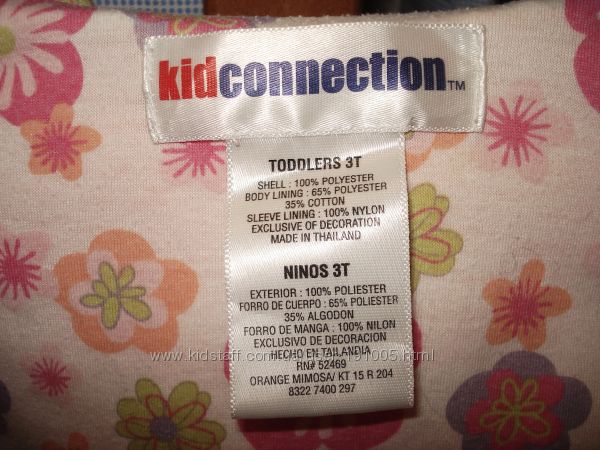 kidconnection™
TODDLERS 3T
SHELL : 100% POLYESTER
BODY LINING : 65% POLYESTER
35% COTTON
SLEEVE LINING : 100% NYLON
EXCLUSIVE OF DECORATION
MADE IN THAILAND
NINOS 3T
EXTERIOR : 100% POLIESTER
FORRO DE CUERPO : 65% POLIESTER
35% ALGODON
FORRO DE MANGA : 100% NILON
EXCLUSION DE DECORATION
HECHO EN TAILANDIA
RN# 52469
ORANGE MIMOSA/ KT 15 R 204
8322 7400 297